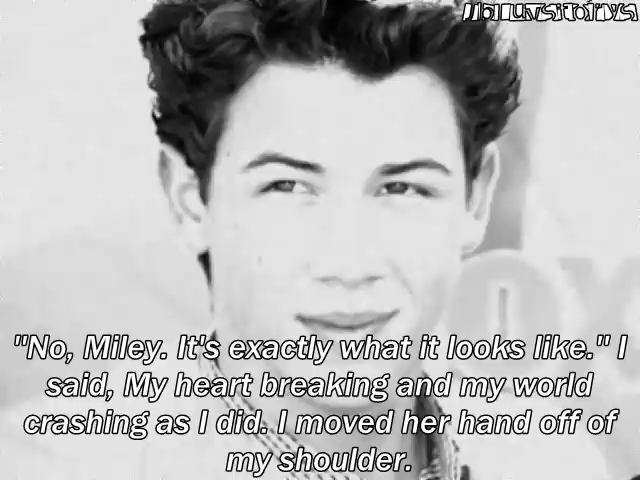 "No, Miley. It's exactly what it looks like." I
said, My heart breaking and my world
crashing as I did. I moved her hand off of
my shoulder.